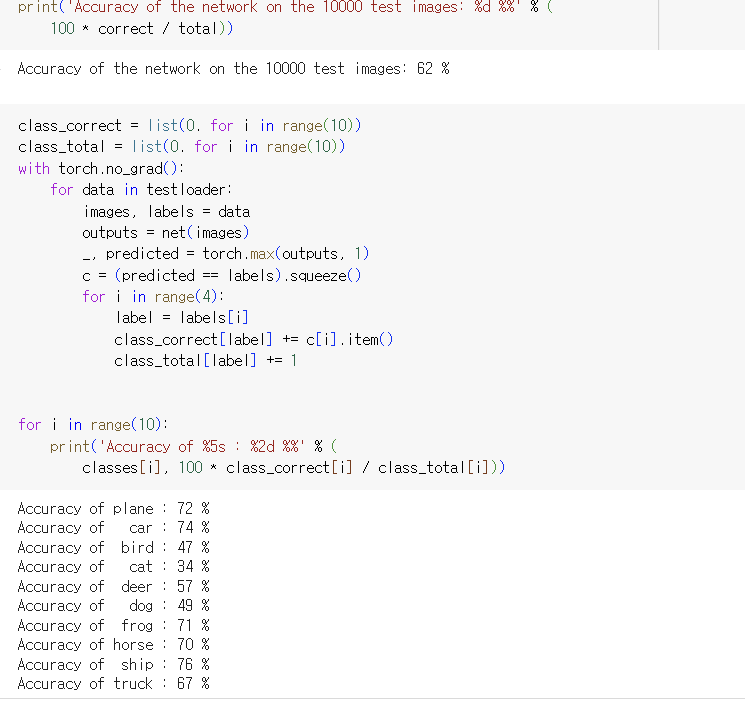 print('Accuracy of the network on the 10000 test images: %d %%' % (
    100 * correct / total))
Accuracy of the network on the 10000 test images: 62 %
class_correct = list(0. for i in range(10))
class_total = list(0. for i in range(10))
with torch.no_grad():
    for data in testloader:
        images, labels = data
        outputs = net(images)
        _, predicted = torch.max(outputs, 1)
        c = (predicted == labels).squeeze()
        for i in range(4):
            label = labels[i]
            class_correct[label] += c[i].item()
            class_total[label] += 1
for i in range(10):
    print('Accuracy of %5s : %2d %%' % (
        classes[i], 100 * class_correct[i] / class_total[i]))
Accuracy of plane : 72 %
Accuracy of   car : 74 %
Accuracy of  bird : 47 %
Accuracy of   cat : 34 %
Accuracy of  deer : 57 %
Accuracy of   dog : 49 %
Accuracy of  frog : 71 %
Accuracy of horse : 70 %
Accuracy of  ship : 76 %
Accuracy of truck : 67 %